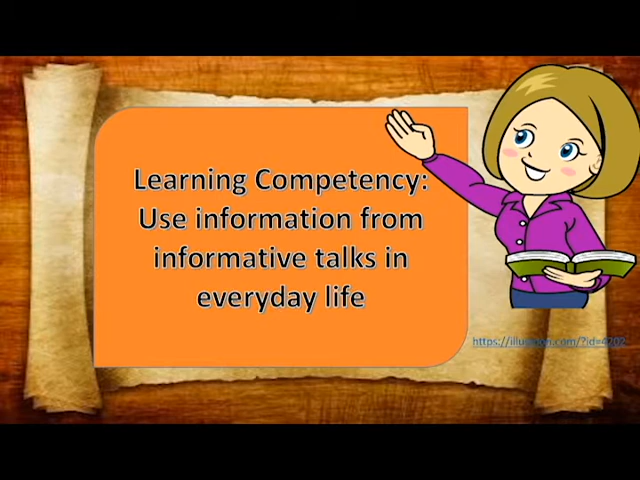 Learning Competency:
Use information from
informative talks in
everyday life